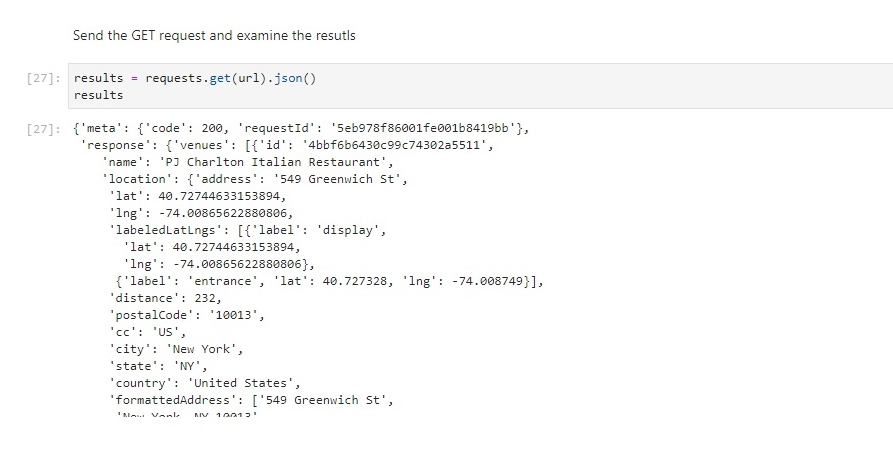 Send the GET request and examine the resutls
[27]: results = requests.get(url).json()
results
[27]: {'meta': {'code': 200, 'requestId': '5eb978f86001fe001b8419bb'},
'response': {'venues': [{'id': '4bbf6b6430c99c74302a5511',
'name': 'PJ Charlton Italian Restaurant',
'location': {'address': '549 Greenwich St',
'lat': 40.72744633153894,
'lng': -74.00865622880806,
'labeledLatLngs': [{'label': 'display',
'lat': 40.72744633153894,
'lng': -74.00865622880806},
{'label': 'entrance', 'lat': 40.727328, 'lng': -74.008749}],
'distance': 232,
'postalCode': '10013',
'cc': 'US',
'city': 'New York',
'state': 'NY',
'country': 'United States',
'formattedAddress': ['549 Greenwich St',
'New York, NY 10013'